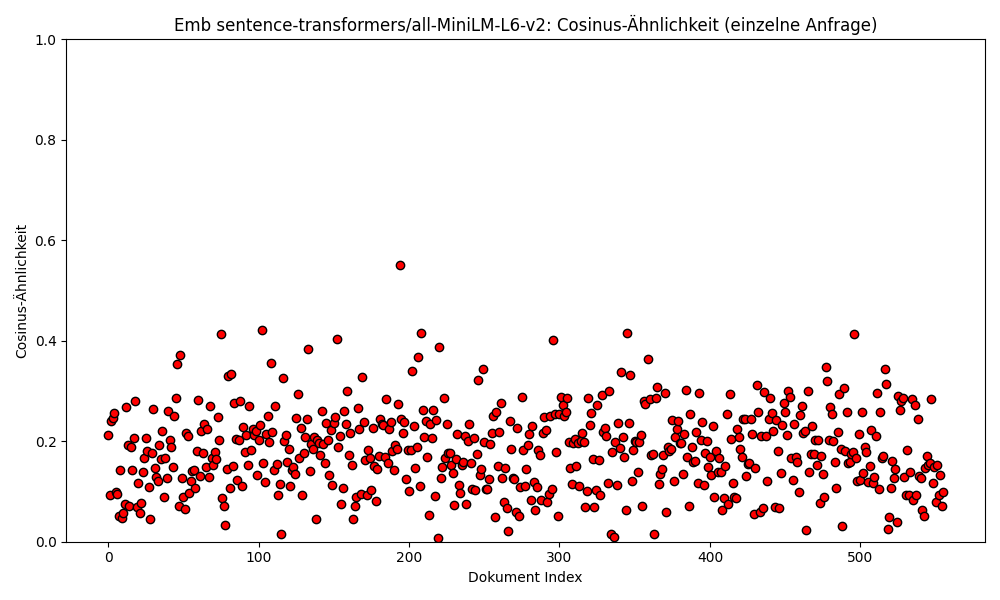 Emb sentence-transformers/all-MiniLM-L6-v2: Cosinus-Ähnlichkeit (einzelne Anfrage)
1.0
0.8
0.6
0.4
0.2
0.0
Cosinus-Ähnlichkeit
0 100 200 300 400 500
Dokument Index